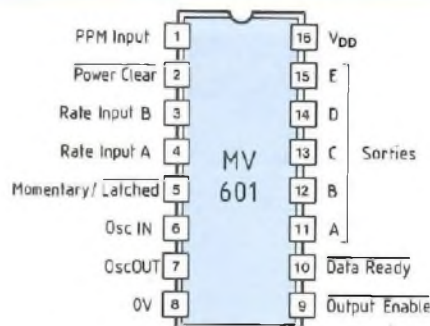 PPM Input 1
Power Clear 2
Rate Input B 3
Rate Input A 4
Momentary/Latched 5
Osc IN 6
OscOUT 7
0V 8
MV
601
16 VDD
15 E
14 D
13 C
12 B
11 A
Sorties
10 Data Ready
9 Output Enable